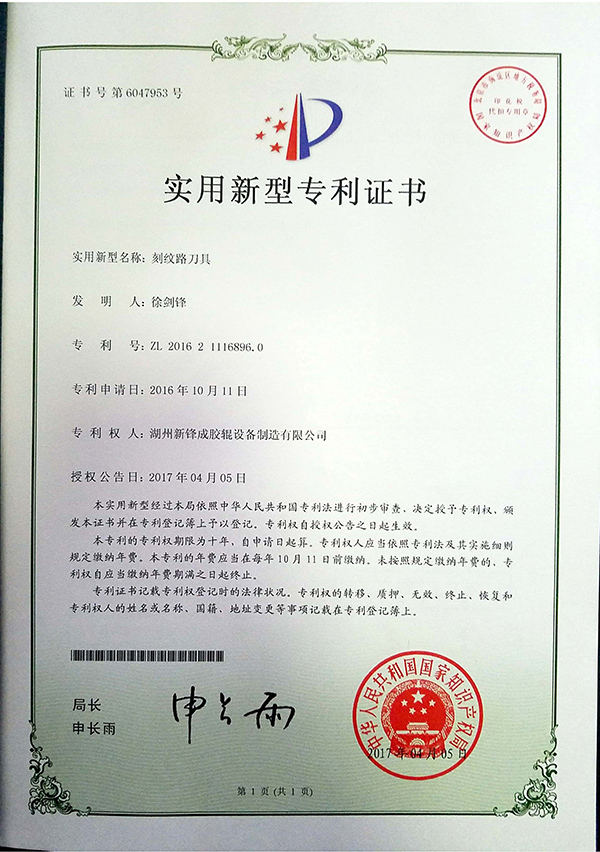 证书号第6047953号
印花税
代扣专用章
实用新型专利证书
实用新型名称：刻纹路刀具
发明人：徐剑锋
专利号：ZL 2016 2 1116896.0
专利申请日：2016年10月11日
专利权人：湖州新锋成胶辊设备制造有限公司
授权公告日：2017年04月05日
本实用新型经过本局依照中华人民共和国专利法进行初步审查，决定授予专利权，颁
发本证书并在专利登记簿上予以登记。专利权自授权公告之日起生效。
本专利的专利权期限为十年，自申请日起算。专利权人应当依照专利法及其实施细则
规定缴纳年费。本专利的年费应当在每年10月11日前缴纳。未按照规定缴纳年费的，专
利权自应当缴纳年费期满之日起终止。
专利证书记载专利权登记时的法律状况。专利权的转移、质押、无效、终止、恢复和
专利权人的姓名或名称、国籍、地址变更等事项记载在专利登记簿上。
局长
申长雨
申长雨
中华人民共和国国家知识产权局
2017年04月05日
第1页(共1页)